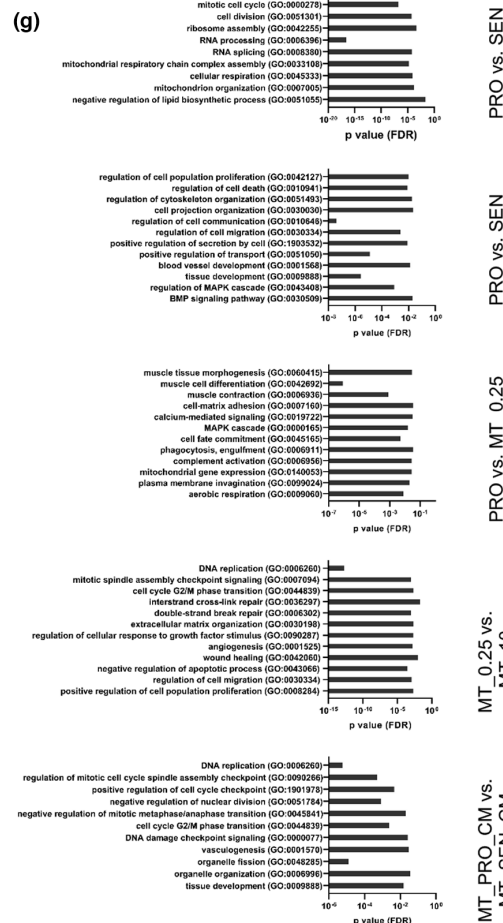 (g)
mitotic cell cycle (GO:0000278)
cell division (GO:0051301)
ribosome assembly (GO:0042255)
RNA processing (GO:0006396)
RNA splicing (GO:0008380)
mitochondrial respiratory chain complex assembly (GO:0033108)
cellular respiration (GO:0045333)
mitochondrion organization (GO:0007005)
negative regulation of lipid biosynthetic process (GO:0051055)
10-20 10-15 10-10 10-5 100
p value (FDR)
PRO vs. SEN
regulation of cell population proliferation (GO:0042127)
regulation of cell death (GO:0010941)
regulation of cytoskeleton organization (GO:0051493)
cell projection organization (GO:0030030)
regulation of cell communication (GO:0010646)
regulation of cell migration (GO:0030334)
positive regulation of secretion by cell (GO:1903532)
positive regulation of transport (GO:0051050)
blood vessel development (GO:0001568)
tissue development (GO:0009888)
regulation of MAPK cascade (GO:0043408)
BMP signaling pathway (GO:0030509)
10-6 10-4 10-2 100
p value (FDR)
PRO vs. SEN
muscle tissue morphogenesis (GO:0060415)
muscle cell differentiation (GO:0042692)
muscle contraction (GO:0006936)
cell-matrix adhesion (GO:0007160)
calcium-mediated signaling (GO:0019722)
MAPK cascade (GO:0000165)
cell fate commitment (GO:0045165)
phagocytosis, engulfment (GO:0006911)
complement activation (GO:0006956)
mitochondrial gene expression (GO:0140053)
plasma membrane invagination (GO:0099024)
aerobic respiration (GO:0009060)
10-7 10-5 10-3 10-1
p value (FDR)
PRO vs. MT_0.25
DNA replication (GO:0006260)
mitotic spindle assembly checkpoint signaling (GO:0007094)
cell cycle G2/M phase transition (GO:0044839)
interstrand cross-link repair (GO:0036297)
double-strand break repair (GO:0006302)
extracellular matrix organization (GO:0030198)
regulation of cellular response to growth factor stimulus (GO:0090287)
angiogenesis (GO:0001525)
wound healing (GO:0042060)
negative regulation of apoptotic process (GO:0043066)
regulation of cell migration (GO:0030334)
positive regulation of cell population proliferation (GO:0008284)
10-15 10-10 10-5 100
p value (FDR)
MT_0.25 vs.
DNA replication (GO:0006260)
regulation of mitotic cell cycle spindle assembly checkpoint (GO:0090266)
positive regulation of cell cycle checkpoint (GO:1901978)
negative regulation of nuclear division (GO:0051784)
negative regulation of mitotic metaphase/anaphase transition (GO:0045841)
cell cycle G2/M phase transition (GO:0044839)
DNA damage checkpoint signaling (GO:0000077)
vasculogenesis (GO:0001570)
organelle fission (GO:0048285)
organelle organization (GO:0006996)
tissue development (GO:0009888)
10-6 10-4 10-2 100
p value (FDR)
MT_PRO_CM vs.
MT_SEN_CM